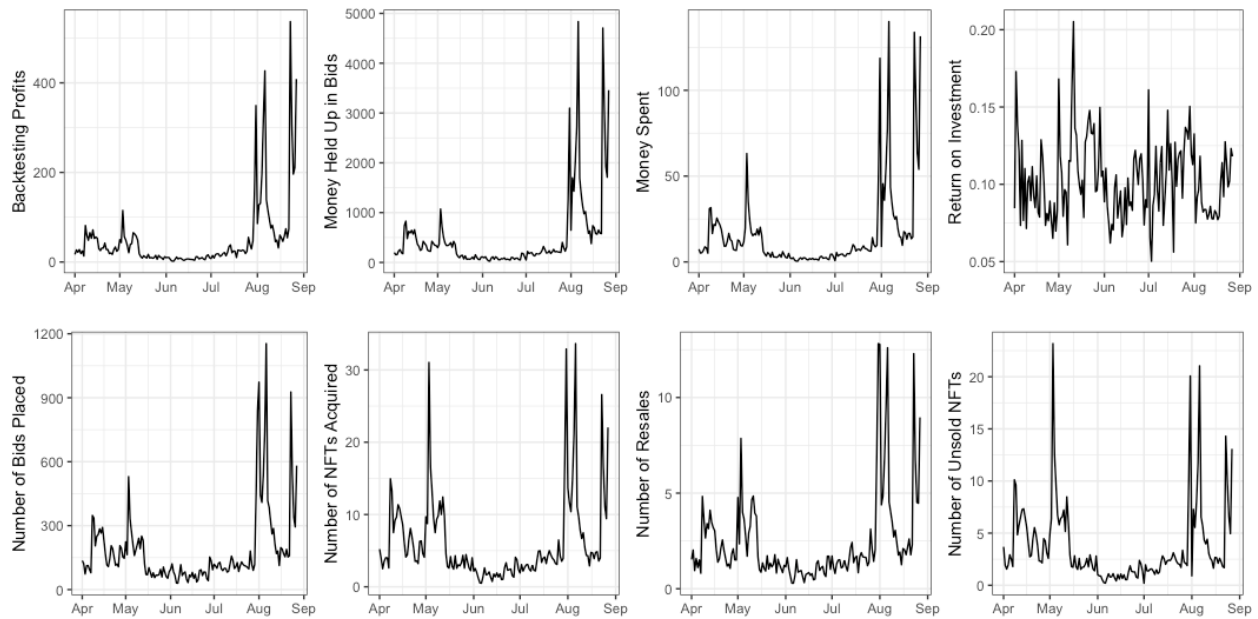 Backtesting Profits
400
200
0
Apr May Jun Jul Aug Sep
Money Held Up in Bids
5000
4000
3000
2000
1000
0
Apr May Jun Jul Aug Sep
Money Spent
100
50
0
Apr May Jun Jul Aug Sep
Return on Investment
0.20
0.15
0.10
0.05
Apr May Jun Jul Aug Sep
Number of Bids Placed
1200
900
600
300
0
Apr May Jun Jul Aug Sep
Number of NFTs Acquired
30
20
10
0
Apr May Jun Jul Aug Sep
Number of Resales
10
5
0
Apr May Jun Jul Aug Sep
Number of Unsold NFTs
20
15
10
5
0
Apr May Jun Jul Aug Sep